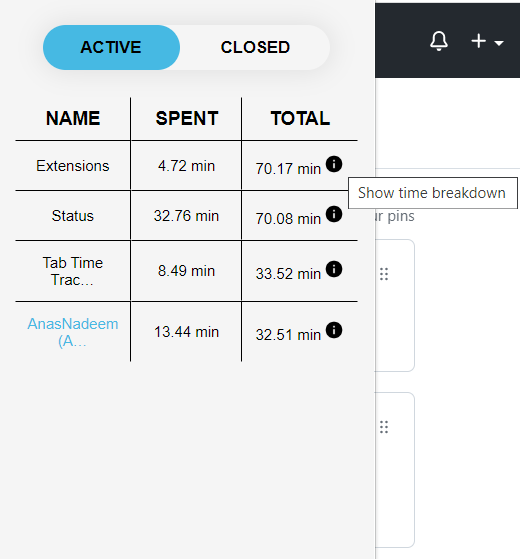 ACTIVE CLOSED
NAME SPENT TOTAL
Extensions 4.72 min 70.17 min
Show time breakdown
Status 32.76 min 70.08 min
ur pins
Tab Time
Trac...
8.49 min 33.52 min
AnasNadeem
(A...
13.44 min 32.51 min